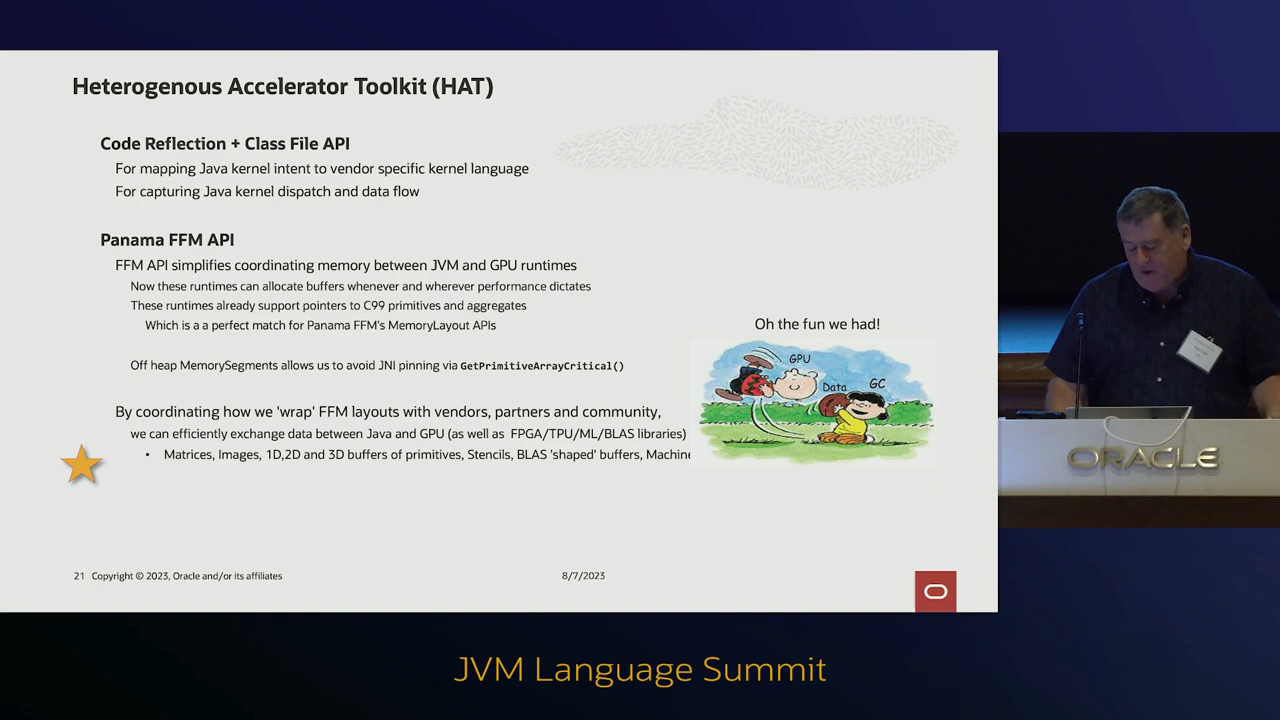 Heterogenous Accelerator Toolkit (HAT)
Code Reflection + Class File API
For mapping Java kernel intent to vendor specific kernel language
For capturing Java kernel dispatch and data flow
Panama FFM API
FFM API simplifies coordinating memory between JVM and GPU runtimes
Now these runtimes can allocate buffers whenever and wherever performance dictates
These runtimes already support pointers to C99 primitives and aggregates
Which is a a perfect match for Panama FFM's MemoryLayout APIs
Off heap MemorySegments allows us to avoid JNI pinning via GetPrimitiveArrayCritical()
By coordinating how we 'wrap' FFM layouts with vendors, partners and community,
we can efficiently exchange data between Java and GPU (as well as FPGA/TPU/ML/BLAS libraries)
• Matrices, Images, 1D,2D and 3D buffers of primitives, Stencils, BLAS 'shaped' buffers, Machine
Oh the fun we had!
GPU
Data
GC
21 Copyright © 2023, Oracle and/or its affiliates
8/7/2023
ORACLE
JVM Language Summit